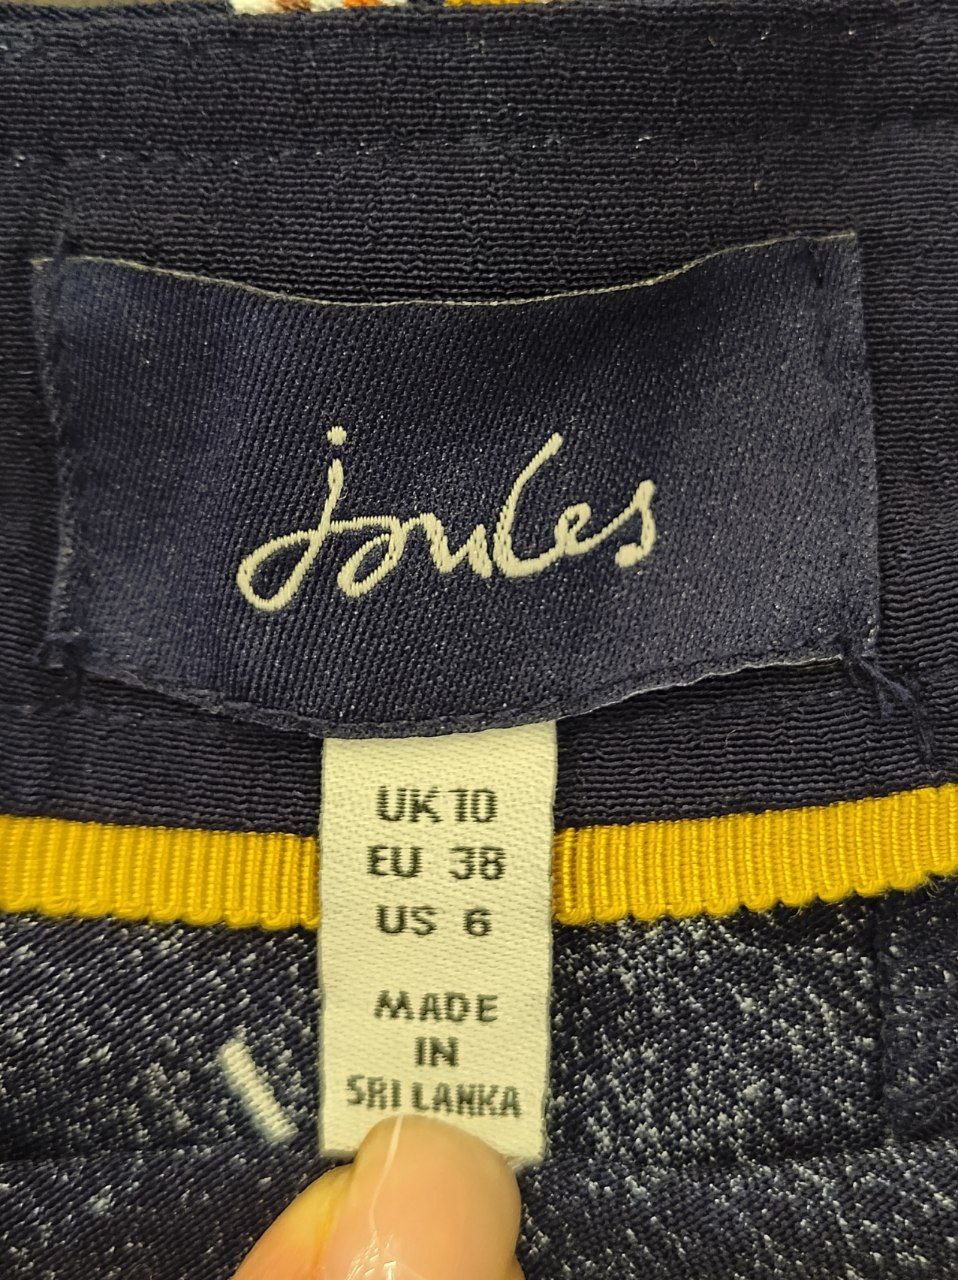 joules
UK 10
EU 38
US 6
MADE
IN
SRI LANKA